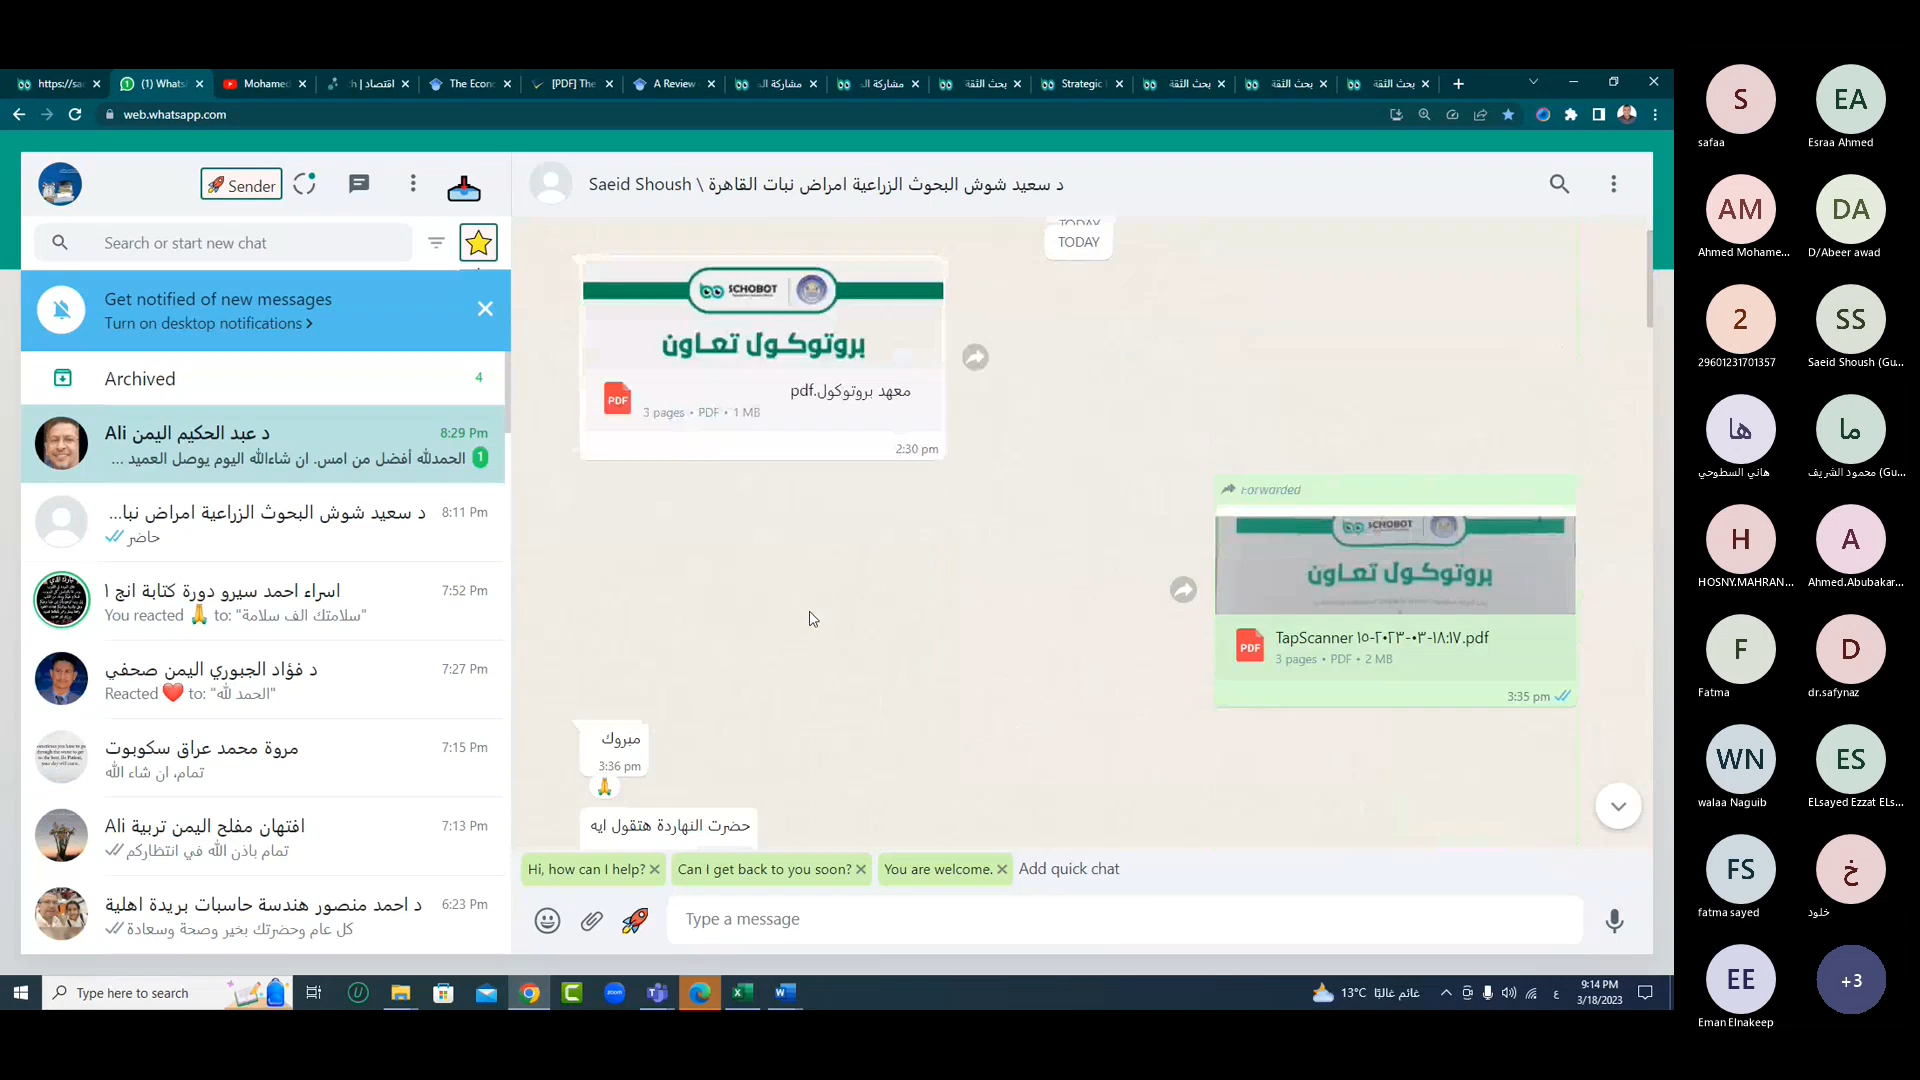 https://sa
(1) Whats
Mohamed
اقتصاد | ch
The Econ
[PDF] The
A Review
مشاركة الـ
مشاركة الـ
بحث الثقة
Strategic
بحث الثقة
بحث الثقة
بحث الثقة
web.whatsapp.com
Sender
Search or start new chat
Get notified of new messages
Turn on desktop notifications >
Archived 4
د عبد الحكيم اليمن Ali 8:29 Pm
الحمدلله أفضل من امس. ان شاءالله اليوم يوصل العميد ... 1
د سعيد شوش البحوث الزراعية امراض نبا... 8:11 Pm
حاضر
اسراء احمد سيرو دورة كتابة انج ١ 7:52 Pm
You reacted 🙏 to: "سلامتك الف سلامة"
د فؤاد الجبوري اليمن صحفي 7:27 Pm
Reacted ❤️ to: "الحمد لله"
مروة محمد عراق سكوبوت 7:15 Pm
تمام، ان شاء الله
افتهان مفلح اليمن تربية Ali 7:13 Pm
تمام باذن الله في انتظاركم
د احمد منصور هندسة حاسبات بريدة اهلية 6:23 Pm
كل عام وحضرتك بخير وصحة وسعادة
Saeid Shoush \ د سعيد شوش البحوث الزراعية امراض نبات القاهرة
TODAY
TODAY
SCHOBOT
بروتوكول تعاون
PDF
معهد بروتوكول.pdf
3 pages • PDF • 1 MB
2:30 pm
Forwarded
SCHOBOT
بروتوكول تعاون
PDF
TapScanner ١٥-٠٣-٢٠٢٣-١٨:١٧.pdf
3 pages • PDF • 2 MB
3:35 pm
مبروك
3:36 pm
🙏
حضرت النهاردة هتقول ايه
Hi, how can I help? ×
Can I get back to you soon? ×
You are welcome. ×
Add quick chat
Type a message
Type here to search
13°C غائم غالبًا
ع
9:14 PM
3/18/2023
S
safaa
EA
Esraa Ahmed
AM
Ahmed Mohame...
DA
D/Abeer awad
2
29601231701357
SS
Saeid Shoush (Gu...
ها
هاني السطوحي
ما
محمود الشريف (Gu...
H
HOSNY.MAHRAN...
A
Ahmed.Abubakar...
F
Fatma
D
dr.safynaz
WN
walaa Naguib
ES
ELsayed Ezzat ELs...
FS
fatma sayed
خ
خلود
EE
Eman Elnakeep
+3